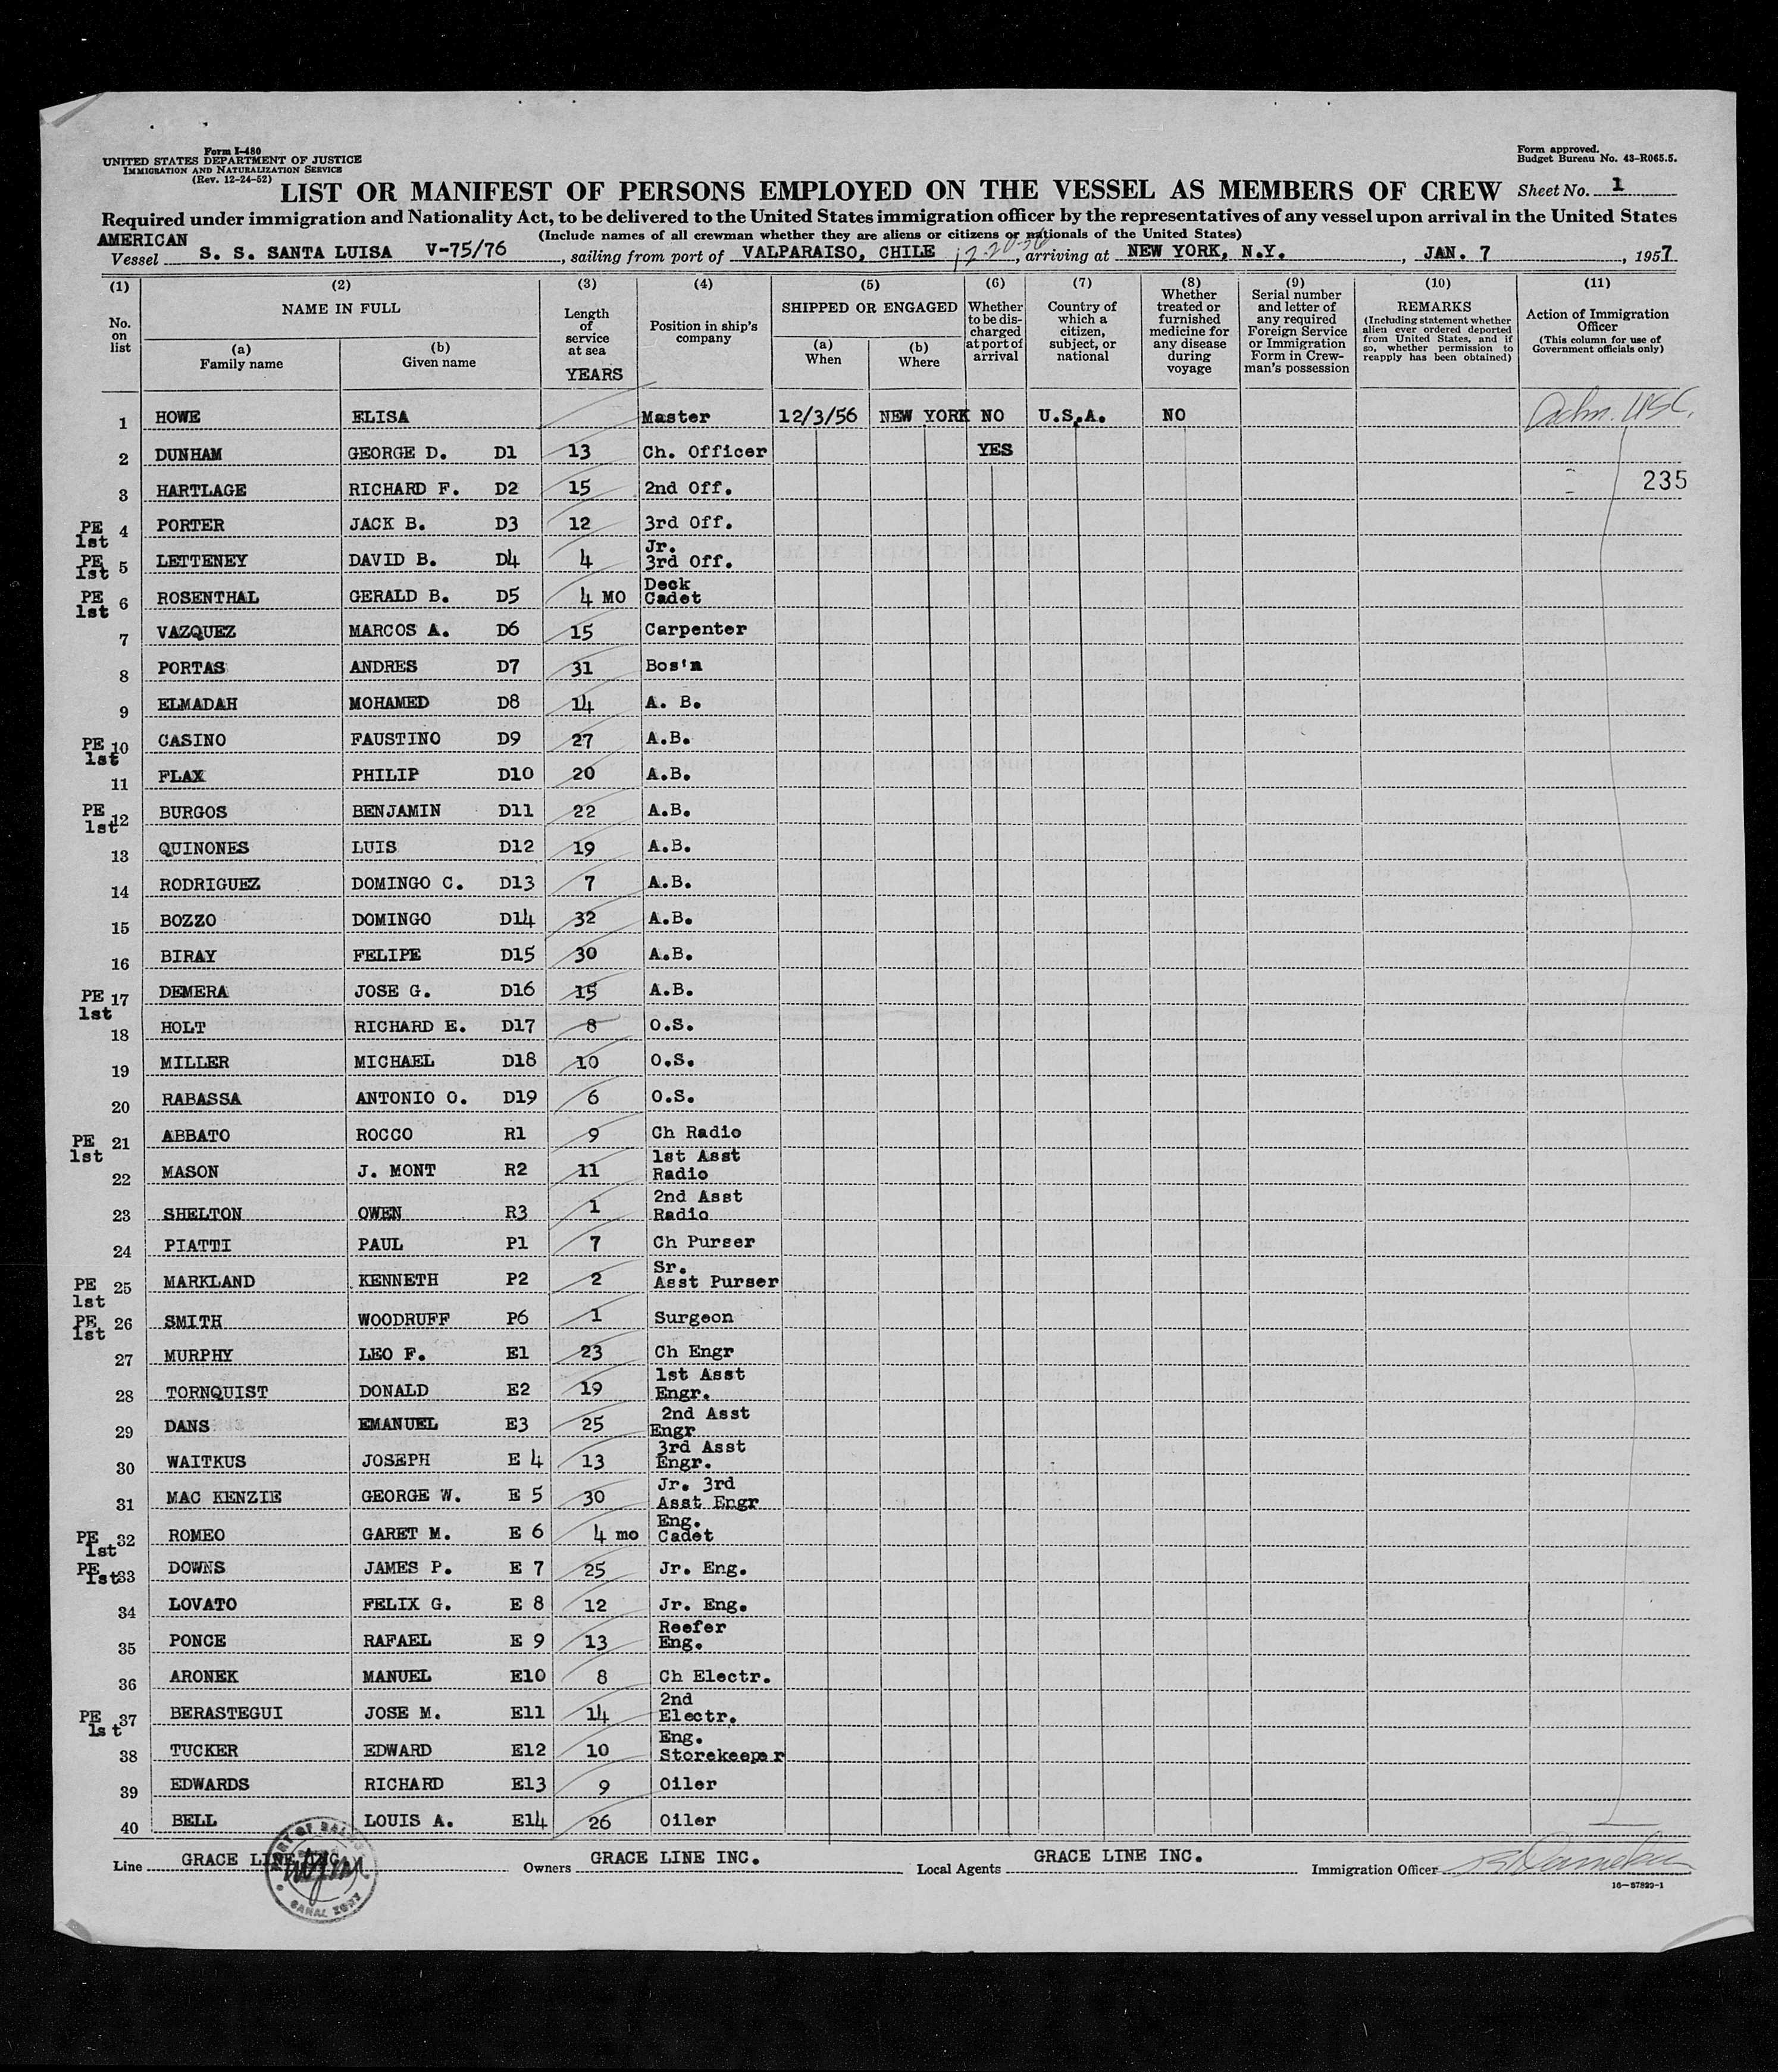 Form I-480
UNITED STATES DEPARTMENT OF JUSTICE
IMMIGRATION AND NATURALIZATION SERVICE
(Rev. 12-24-52)
Form approved.
Budget Bureau No. 43-R065.5.
LIST OR MANIFEST OF PERSONS EMPLOYED ON THE VESSEL AS MEMBERS OF CREW Sheet No. 1
Required under immigration and Nationality Act, to be delivered to the United States immigration officer by the representatives of any vessel upon arrival in the United States
(Include names of all crewman whether they are aliens or citizens or nationals of the United States)
AMERICAN
Vessel S. S. SANTA LUISA V-75/76, sailing from port of VALPARAISO, CHILE 12-20-56, arriving at NEW YORK, N.Y., JAN. 7, 1957
(1) No. on list
(2) NAME IN FULL
(a) Family name
(b) Given name
(3) Length of service at sea YEARS
(4) Position in ship's company
(5) SHIPPED OR ENGAGED
(a) When
(b) Where
(6) Whether to be discharged at port of arrival
(7) Country of which a citizen, subject, or national
(8) Whether treated or furnished medicine for any disease during voyage
(9) Serial number and letter of any required Foreign Service or Immigration Form in Crewman's possession
(10) REMARKS (Including statement whether alien ever ordered deported from United States, and if so, whether permission to reapply has been obtained)
(11) Action of Immigration Officer (This column for use of Government officials only)
1 HOWE ELISA Master 12/3/56 NEW YORK NO U.S.A. NO Adm. USC.
2 DUNHAM GEORGE D. D1 13 Ch. Officer YES
3 HARTLAGE RICHARD F. D2 15 2nd Off. 235
PE 1st 4 PORTER JACK B. D3 12 3rd Off.
PE 1st 5 LETTENEY DAVID B. D4 4 Jr. 3rd Off.
PE 1st 6 ROSENTHAL GERALD B. D5 4 MO Deck Cadet
7 VAZQUEZ MARCOS A. D6 15 Carpenter
8 PORTAS ANDRES D7 31 Bos'n
9 ELMADAH MOHAMED D8 14 A. B.
PE 1st 10 CASINO FAUSTINO D9 27 A.B.
11 FLAX PHILIP D10 20 A.B.
PE 1st 12 BURGOS BENJAMIN D11 22 A.B.
13 QUINONES LUIS D12 19 A.B.
14 RODRIGUEZ DOMINGO C. D13 7 A.B.
15 BOZZO DOMINGO D14 32 A.B.
16 BIRAY FELIPE D15 30 A.B.
PE 1st 17 DEMERA JOSE G. D16 15 A.B.
18 HOLT RICHARD E. D17 8 O.S.
19 MILLER MICHAEL D18 10 O.S.
20 RABASSA ANTONIO O. D19 6 O.S.
PE 1st 21 ABBATO ROCCO R1 9 Ch Radio
22 MASON J. MONT R2 11 1st Asst Radio
23 SHELTON OWEN R3 1 2nd Asst Radio
24 PIATTI PAUL P1 7 Ch Purser
PE 1st 25 MARKLAND KENNETH P2 2 Sr. Asst Purser
PE 1st 26 SMITH WOODRUFF P6 1 Surgeon
27 MURPHY LEO F. E1 23 Ch Engr
28 TORNQUIST DONALD E2 19 1st Asst Engr.
29 DANS EMANUEL E3 25 2nd Asst Engr
30 WAITKUS JOSEPH E 4 13 3rd Asst Engr.
31 MAC KENZIE GEORGE W. E 5 30 Jr. 3rd Asst Engr
PE 1st 32 ROMEO GARET M. E 6 4 mo Eng. Cadet
PE 1st 33 DOWNS JAMES P. E 7 25 Jr. Eng.
34 LOVATO FELIX G. E 8 12 Jr. Eng.
35 PONCE RAFAEL E 9 13 Reefer Eng.
36 ARONEK MANUEL E10 8 Ch Electr.
PE 1st 37 BERASTEGUI JOSE M. E11 14 2nd Electr.
38 TUCKER EDWARD E12 10 Eng. Storekeeper
39 EDWARDS RICHARD E13 9 Oiler
40 BELL LOUIS A. E14 26 Oiler
Line GRACE LINE INC. Owners GRACE LINE INC. Local Agents GRACE LINE INC. Immigration Officer
PORT OF BALBOA
CANAL ZONE
16-57829-1